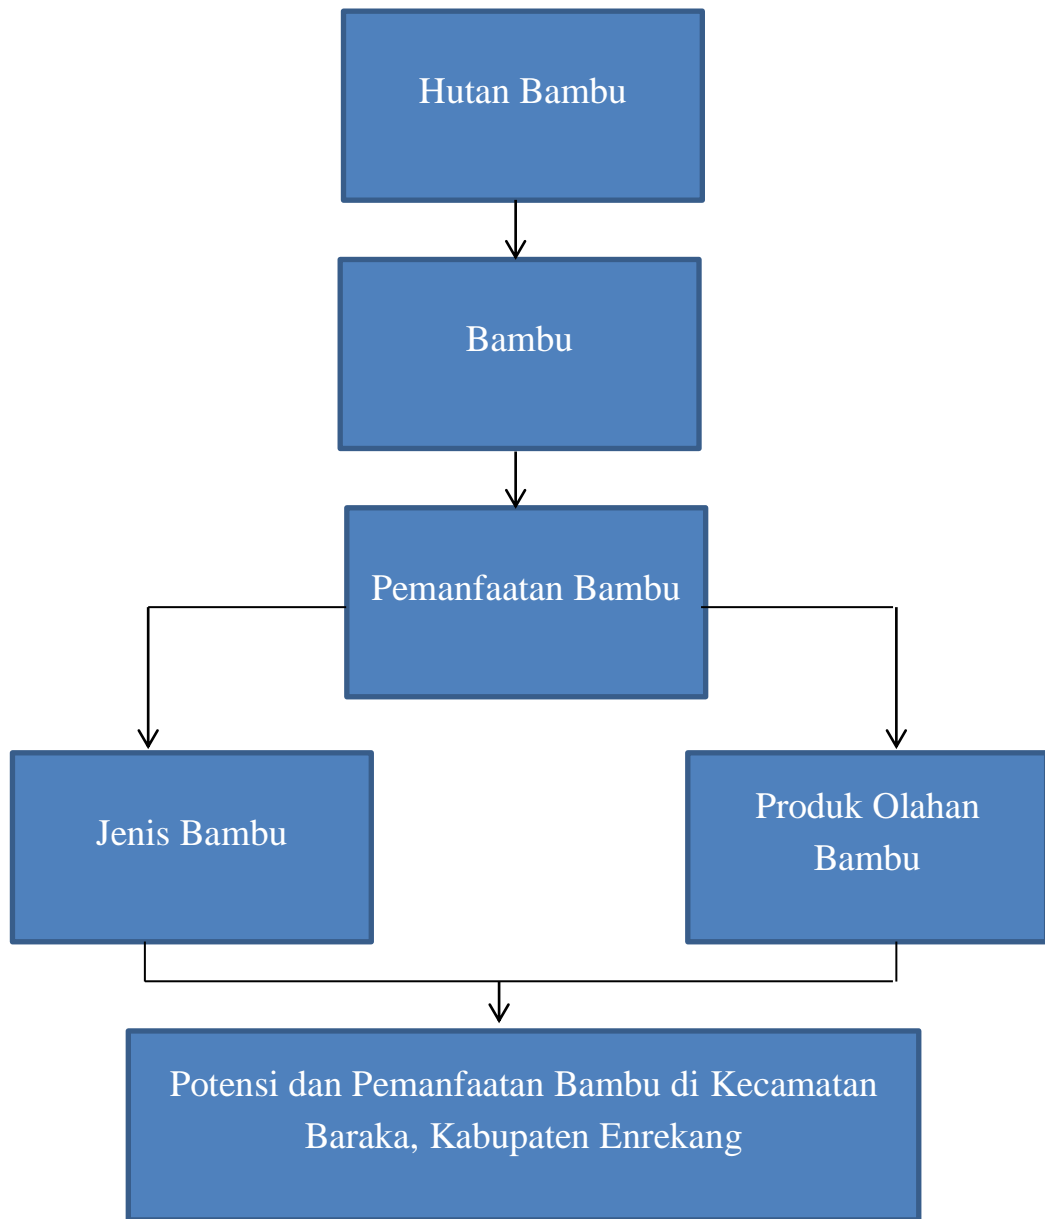 Hutan Bambu
Bambu
Pemanfaatan Bambu
Jenis Bambu
Produk Olahan
Bambu
Potensi dan Pemanfaatan Bambu di Kecamatan
Baraka, Kabupaten Enrekang